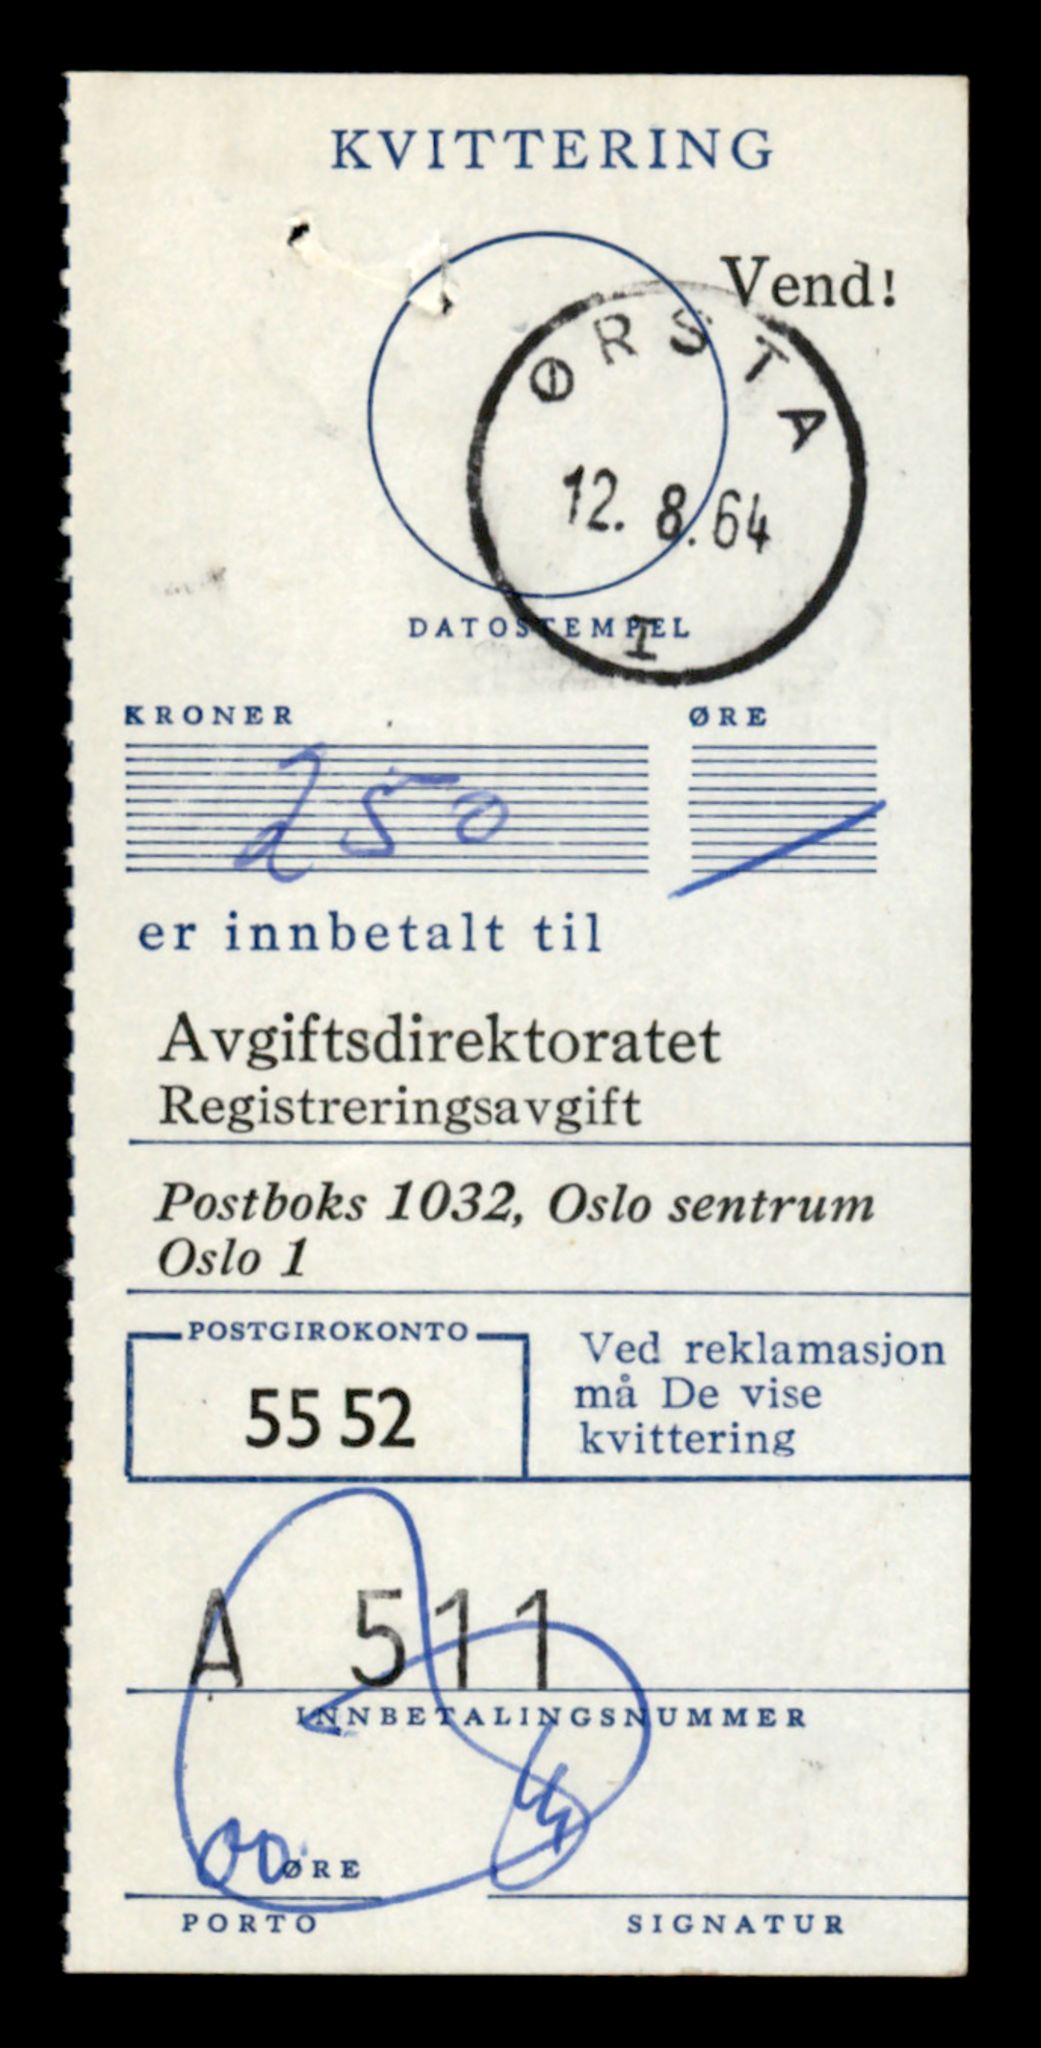 KVITTERING
Vend!
ØRSTA
12. 8. 64
I
DATOSTEMPEL
KRONER ØRE
250
er innbetalt til
Avgiftsdirektoratet
Registreringsavgift
Postboks 1032, Oslo sentrum
Oslo 1
POSTGIROKONTO
55 52
Ved reklamasjon
må De vise
kvittering
A 511
INNBETALINGSNUMMER
00 ØRE
PORTO SIGNATUR